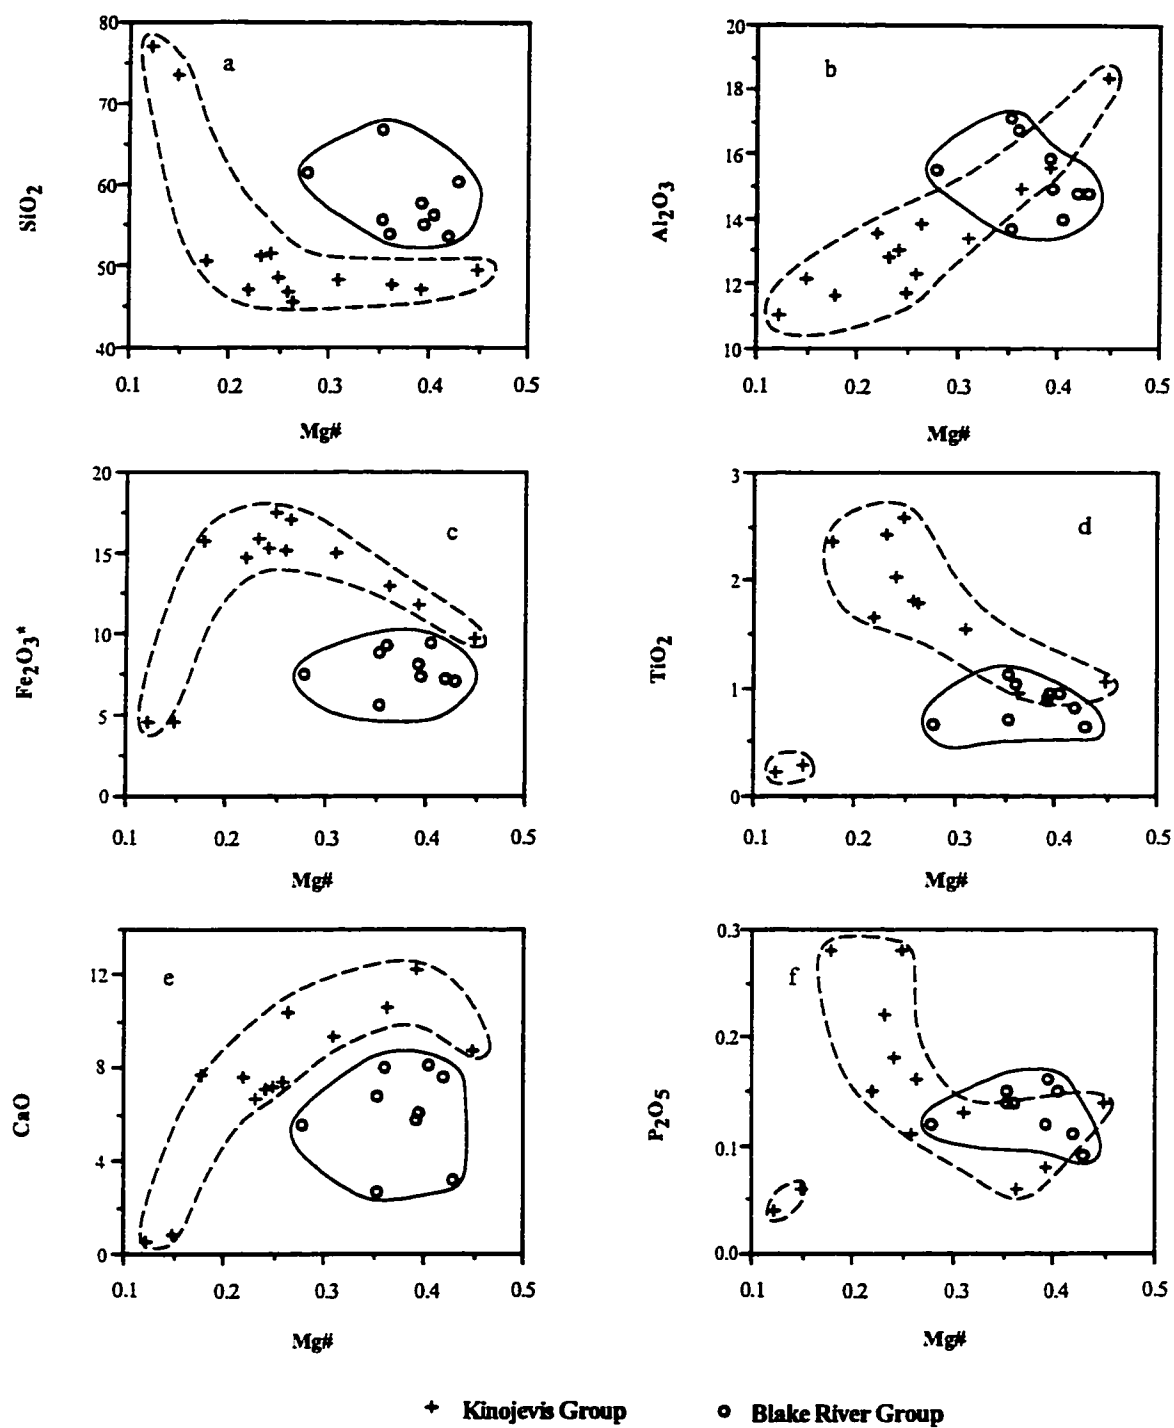 80
70
60
50
40
SiO2
a
0.1 0.2 0.3 0.4 0.5
Mg#
20
18
16
14
12
10
Al2O3
b
0.1 0.2 0.3 0.4 0.5
Mg#
20
15
10
5
0
Fe2O3*
c
0.1 0.2 0.3 0.4 0.5
Mg#
3
2
1
0
TiO2
d
0.1 0.2 0.3 0.4 0.5
Mg#
12
8
4
0
CaO
e
0.1 0.2 0.3 0.4 0.5
Mg#
0.3
0.2
0.1
0.0
P2O5
f
0.1 0.2 0.3 0.4 0.5
Mg#
+ Kinojevis Group
o Blake River Group